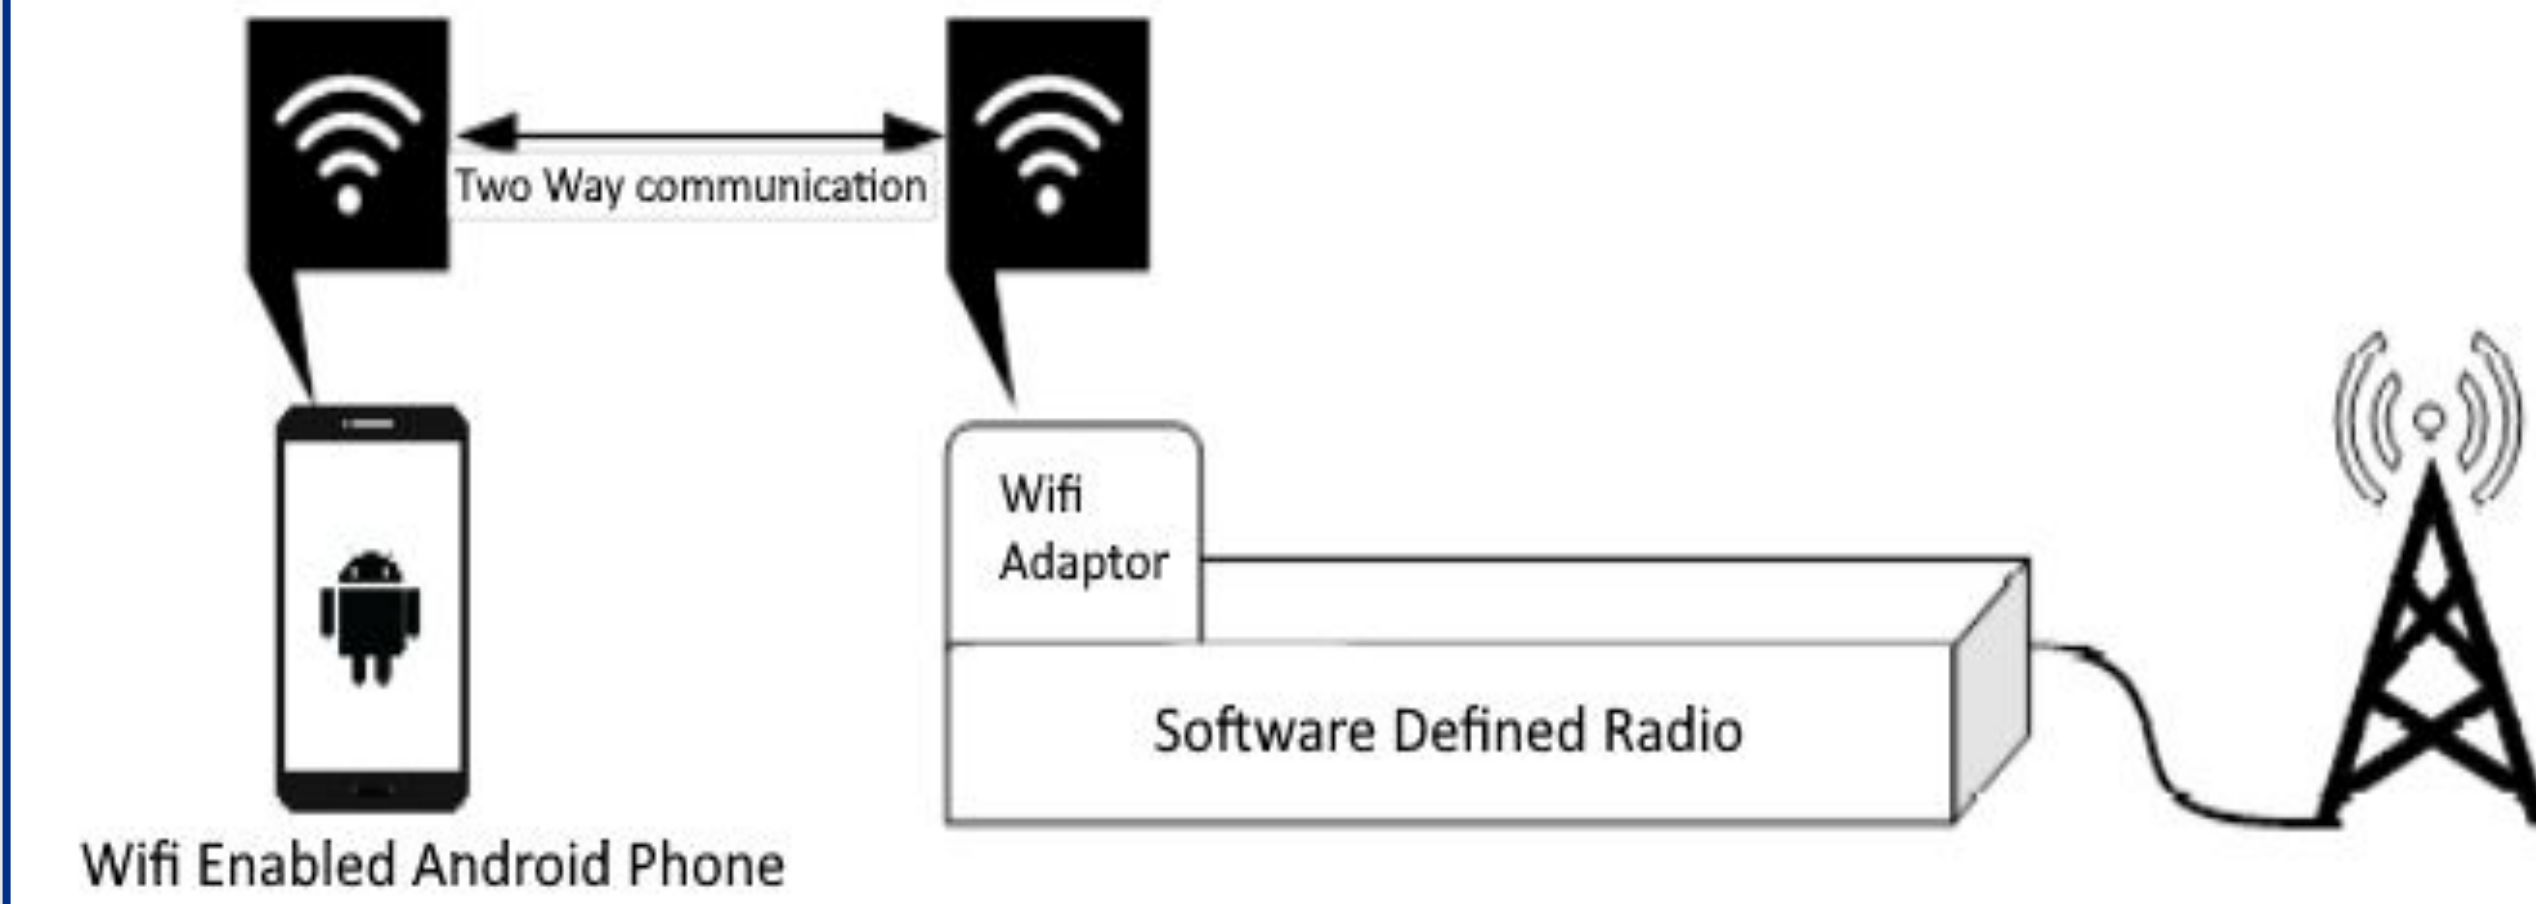 Two Way communication
Wifi
Adaptor
Software Defined Radio
Wifi Enabled Android Phone